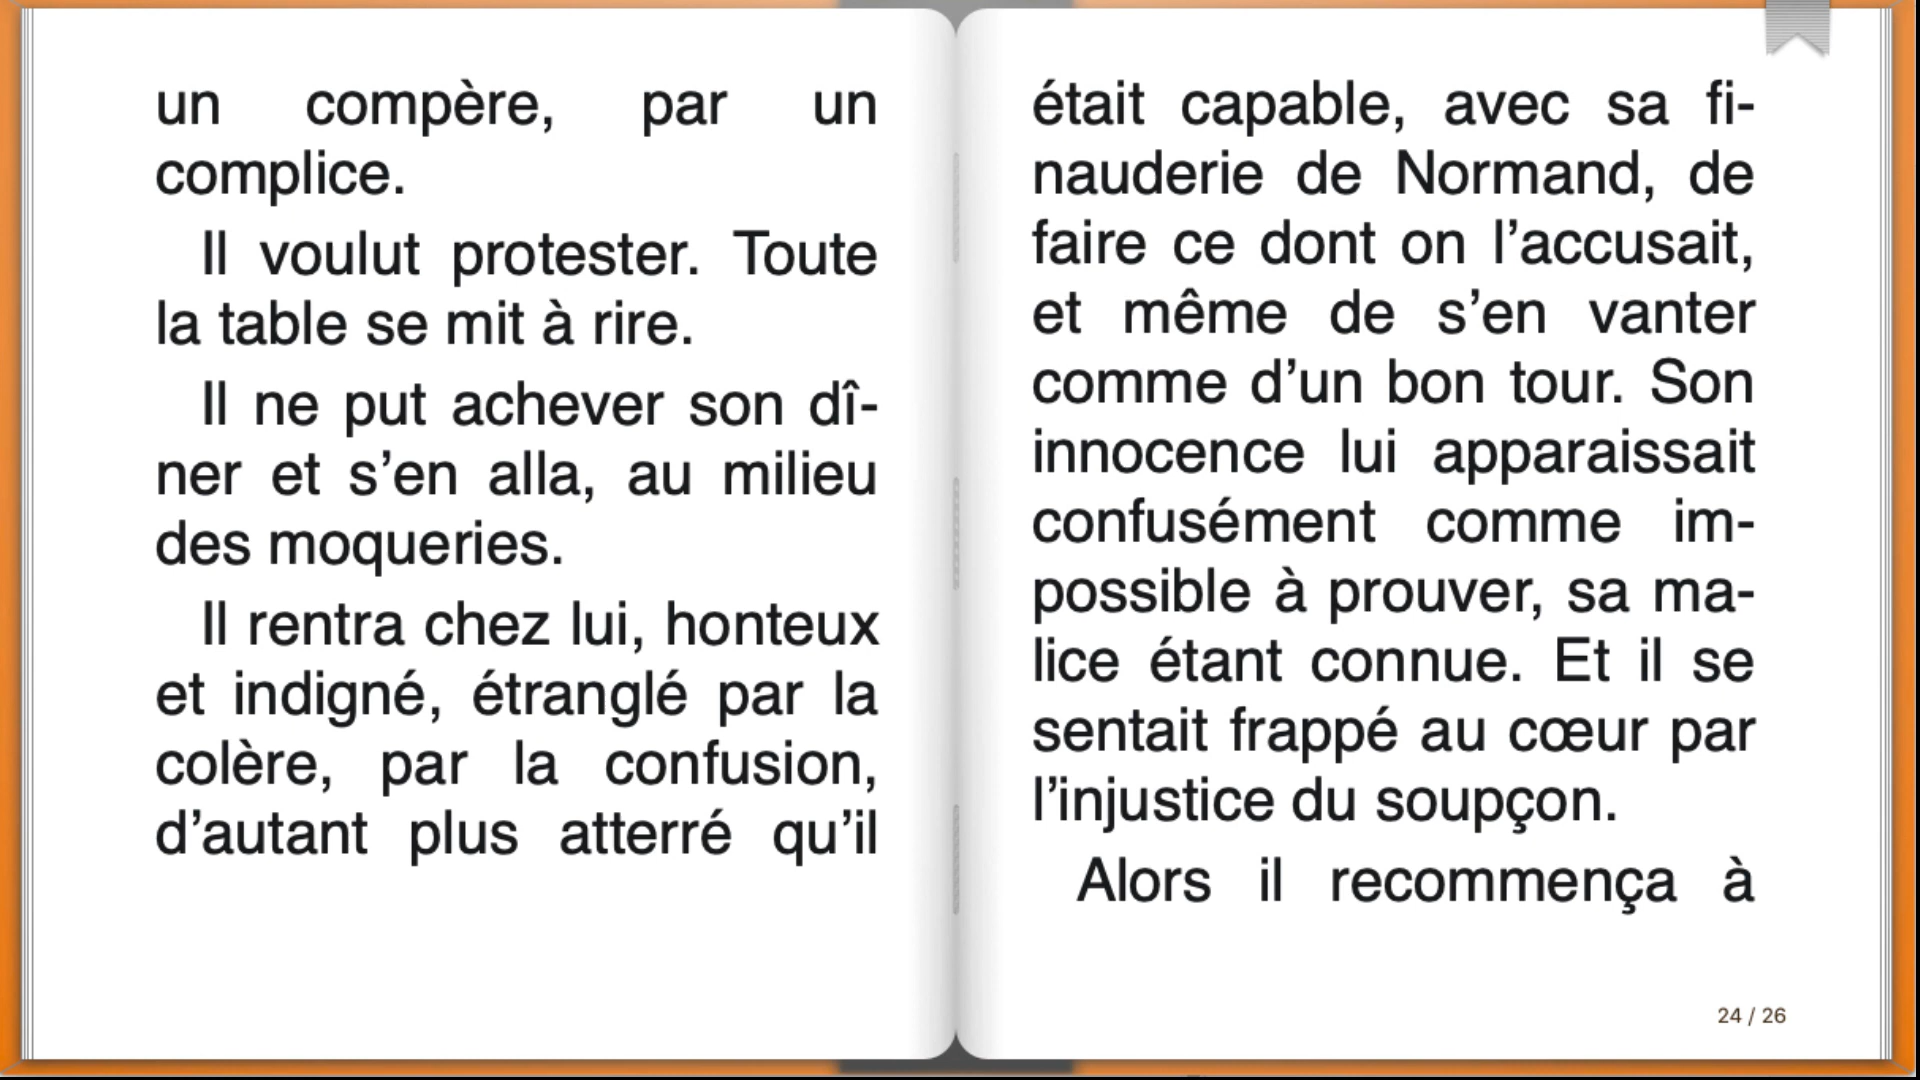 un compère, par un
complice.
Il voulut protester. Toute
la table se mit à rire.
Il ne put achever son dî-
ner et s’en alla, au milieu
des moqueries.
Il rentra chez lui, honteux
et indigné, étranglé par la
colère, par la confusion,
d’autant plus atterré qu’il
était capable, avec sa fi-
nauderie de Normand, de
faire ce dont on l’accusait,
et même de s’en vanter
comme d’un bon tour. Son
innocence lui apparaissait
confusément comme im-
possible à prouver, sa ma-
lice étant connue. Et il se
sentait frappé au cœur par
l’injustice du soupçon.
Alors il recommença à
24 / 26